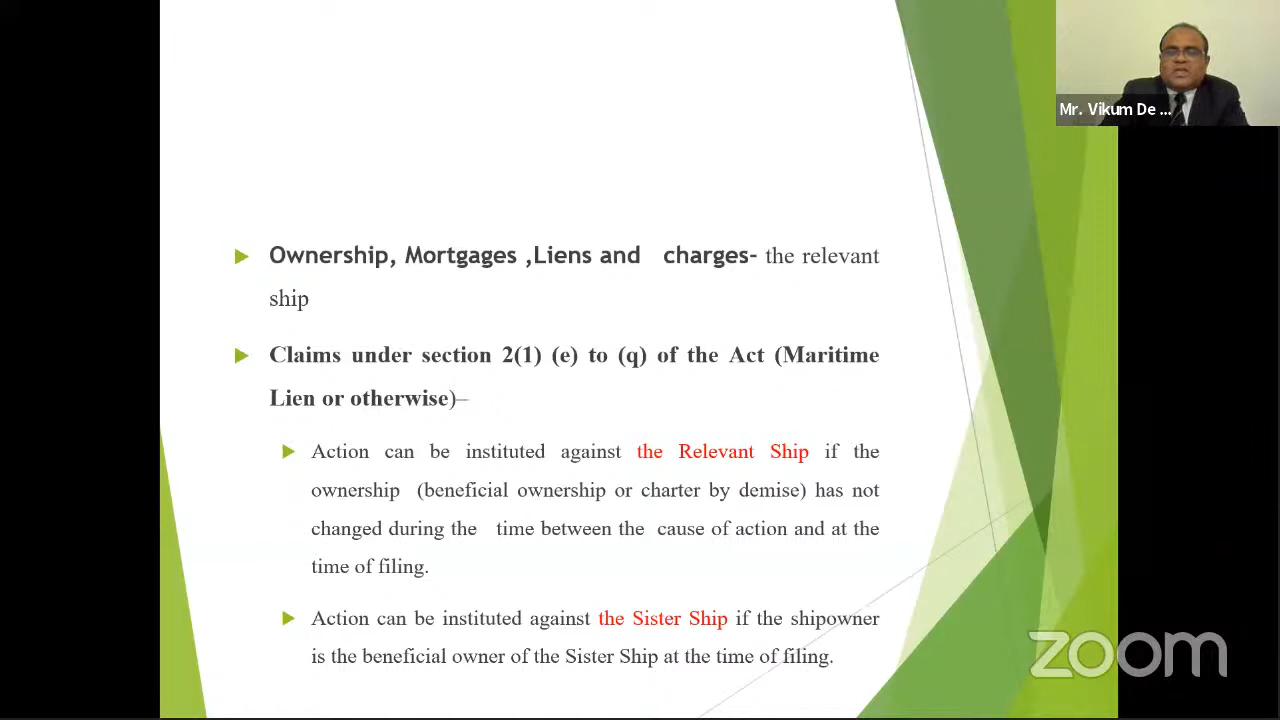 Mr. Vikum De ...
Ownership, Mortgages ,Liens and charges- the relevant
ship
Claims under section 2(1) (e) to (q) of the Act (Maritime
Lien or otherwise)–
Action can be instituted against the Relevant Ship if the
ownership (beneficial ownership or charter by demise) has not
changed during the time between the cause of action and at the
time of filing.
Action can be instituted against the Sister Ship if the shipowner
is the beneficial owner of the Sister Ship at the time of filing.
zoom